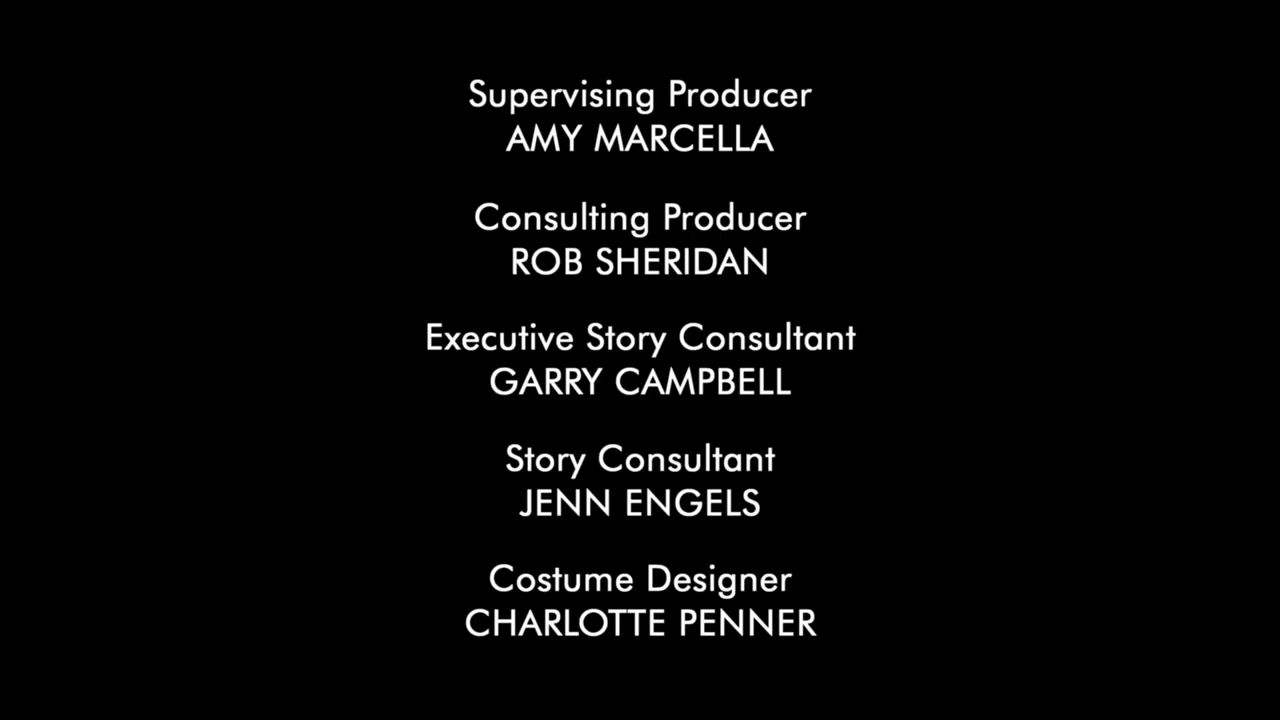 Supervising Producer
AMY MARCELLA
Consulting Producer
ROB SHERIDAN
Executive Story Consultant
GARRY CAMPBELL
Story Consultant
JENN ENGELS
Costume Designer
CHARLOTTE PENNER